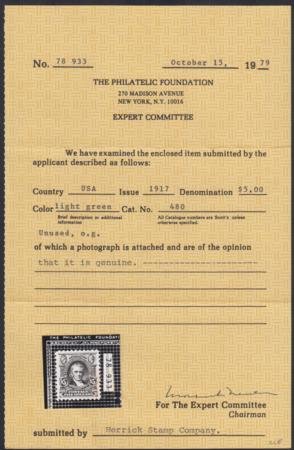 No. 78 933 October 15, 1979
THE PHILATELIC FOUNDATION
270 MADISON AVENUE
NEW YORK, N.Y. 10016
EXPERT COMMITTEE
We have examined the enclosed item submitted by the
applicant described as follows:
Country USA Issue 1917 Denomination $5.00
Color light green Cat. No. 480
Brief description or additional information
All Catalogue numbers are Scott's unless otherwise specified.
Unused, o.g.
of which a photograph is attached and are of the opinion
that it is genuine. --------------------
THE PHILATELIC FOUNDATION
78 933
For The Expert Committee
Chairman
submitted by Herrick Stamp Company.